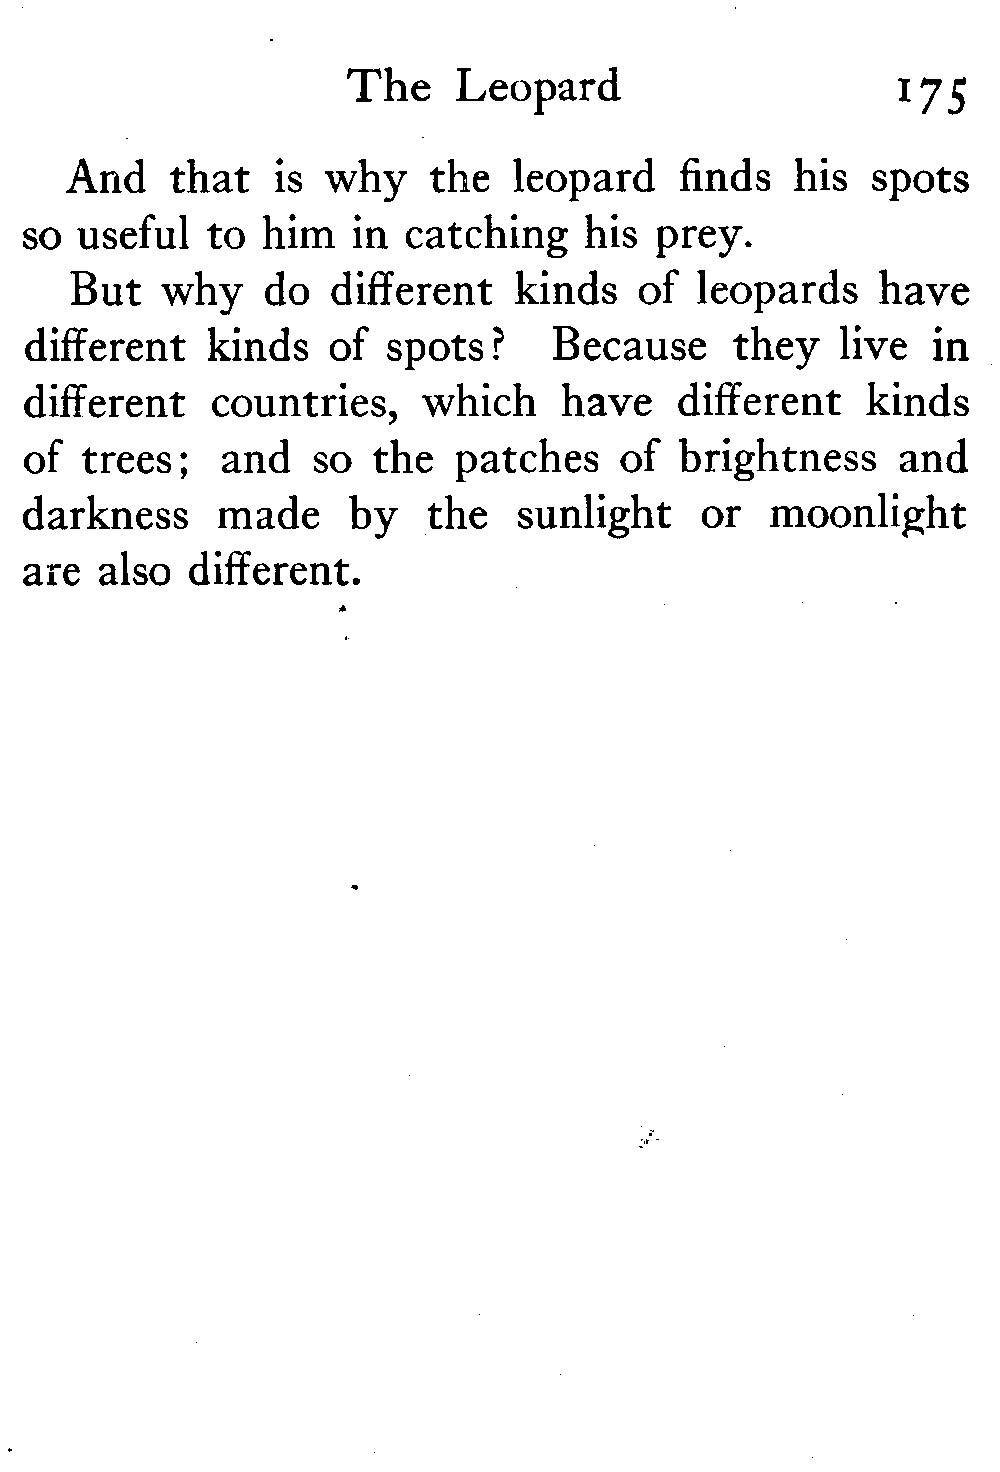 The Leopard 175
And that is why the leopard finds his spots
so useful to him in catching his prey.
But why do different kinds of leopards have
different kinds of spots? Because they live in
different countries, which have different kinds
of trees; and so the patches of brightness and
darkness made by the sunlight or moonlight
are also different.